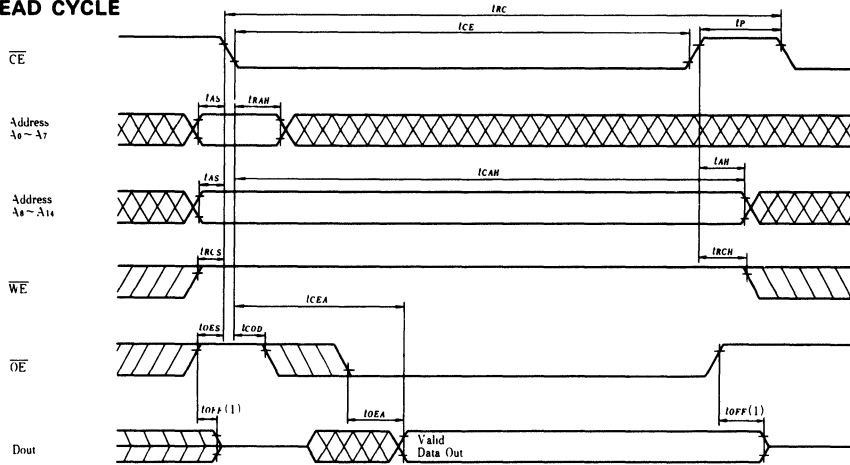 EAD CYCLE
tRC
tCE
tP
CE
tAS
tRAH
Address
A0 ~ A7
tAH
tAS
tCAH
Address
A8 ~ A14
tRCS
tRCH
WE
tCEA
tOES
tCOD
OE
tOFF(1)
tOEA
tOFF(1)
Dout
Valid
Data Out